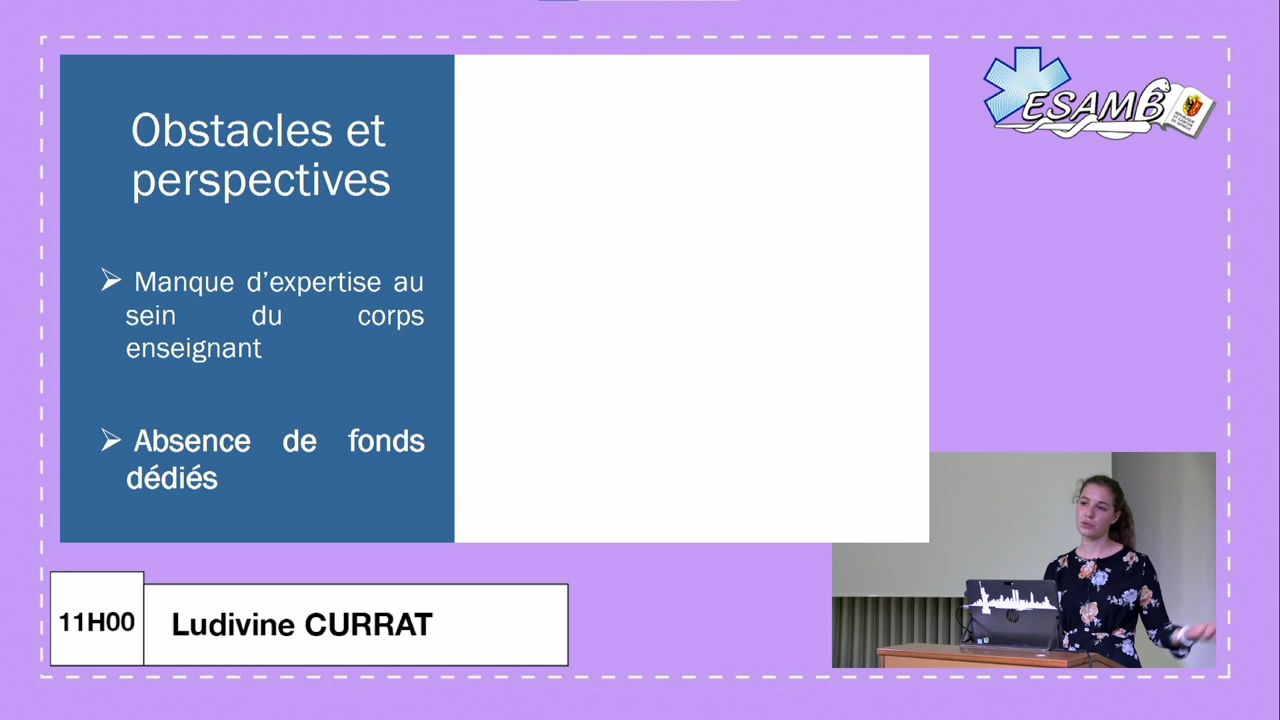 Obstacles et
perspectives
➢ Manque d’expertise au
sein du corps
enseignant
➢ Absence de fonds
dédiés
ESAMB
11H00
Ludivine CURRAT